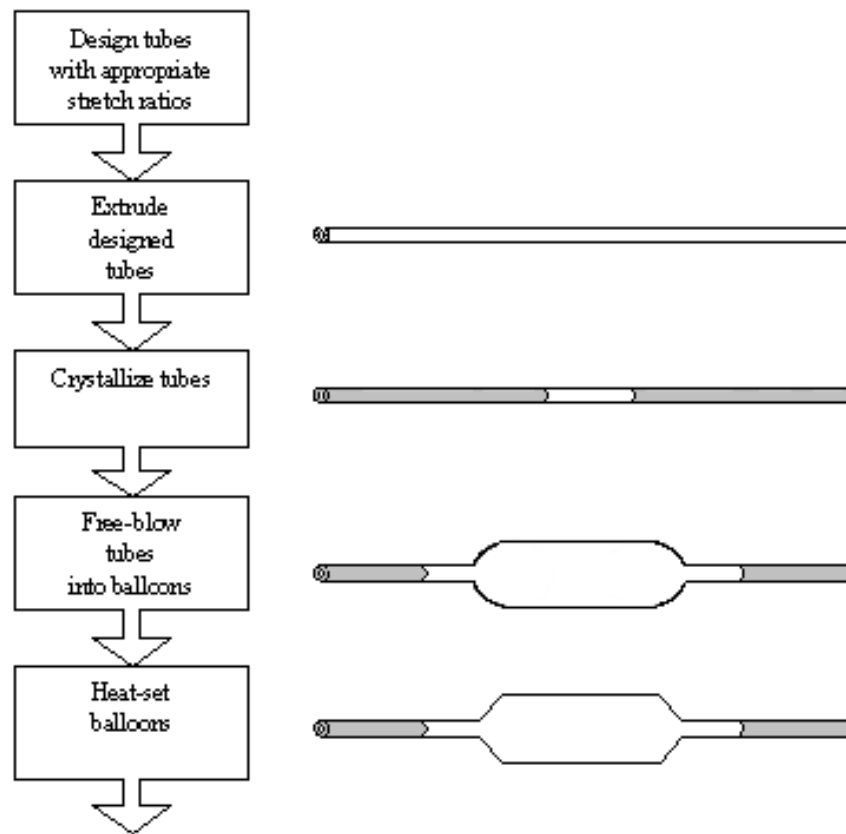 Design tubes
with appropriate
stretch ratios
Extrude
designed
tubes
Crystallize tubes
Free-blow
tubes
into balloons
Heat-set
balloons